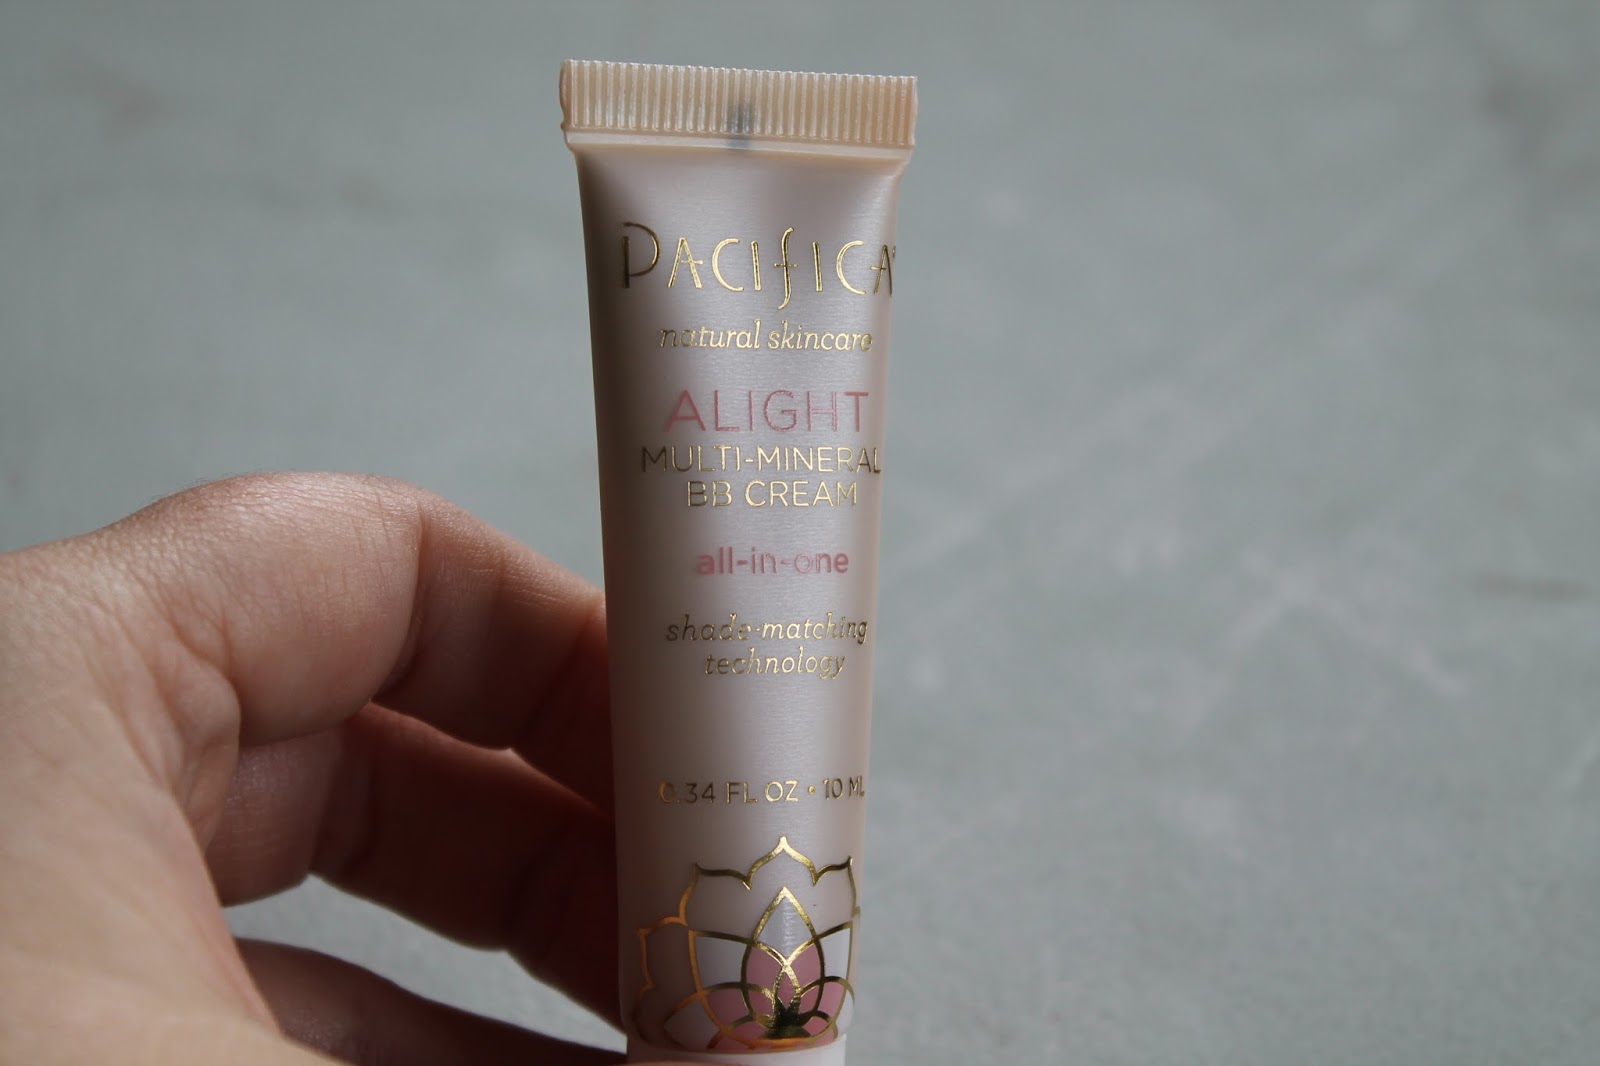 PACIFICA
natural skincare
ALIGHT
MULTI-MINERAL
BB CREAM
all-in-one
shade-matching
technology
0.34 FL OZ • 10 ML